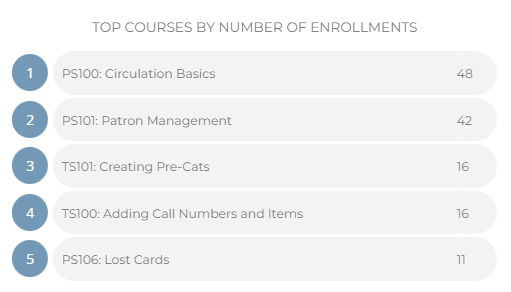 TOP COURSES BY NUMBER OF ENROLLMENTS
1 PS100: Circulation Basics 48
2 PS101: Patron Management 42
3 TS101: Creating Pre-Cats 16
4 TS100: Adding Call Numbers and Items 16
5 PS106: Lost Cards 11